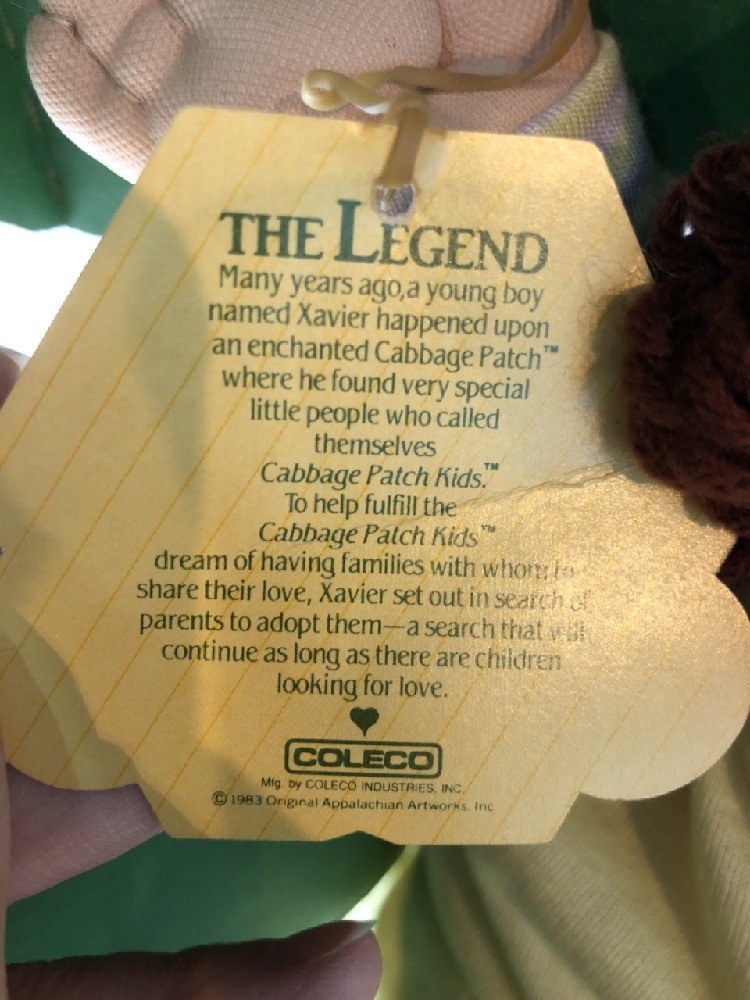 THE LEGEND
Many years ago, a young boy
named Xavier happened upon
an enchanted Cabbage Patch™
where he found very special
little people who called
themselves
Cabbage Patch Kids.™
To help fulfill the
Cabbage Patch Kids™
dream of having families with whom to
share their love, Xavier set out in search of
parents to adopt them—a search that will
continue as long as there are children
looking for love.
COLECO
Mfg. by COLECO INDUSTRIES, INC.
©1983 Original Appalachian Artworks, Inc